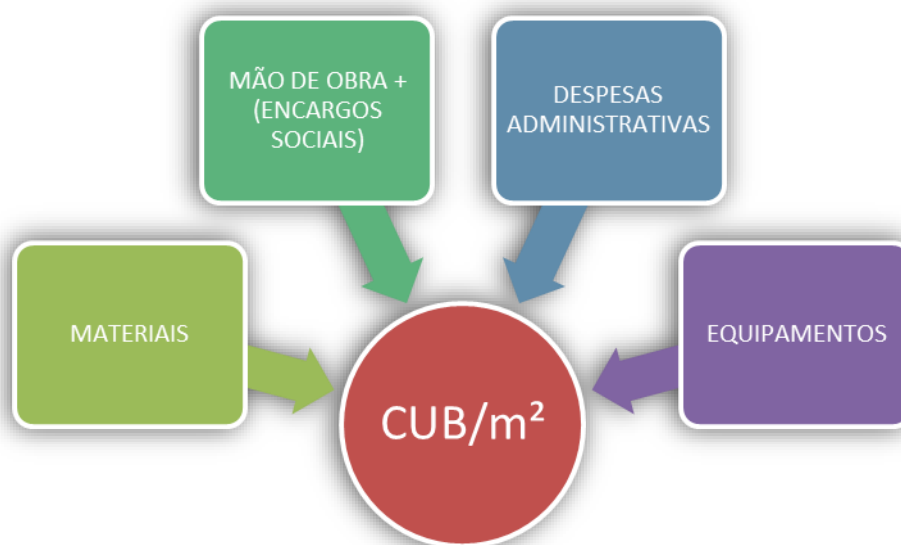 MÃO DE OBRA +
(ENCARGOS
SOCIAIS)
DESPESAS
ADMINISTRATIVAS
MATERIAIS
EQUIPAMENTOS
CUB/m²